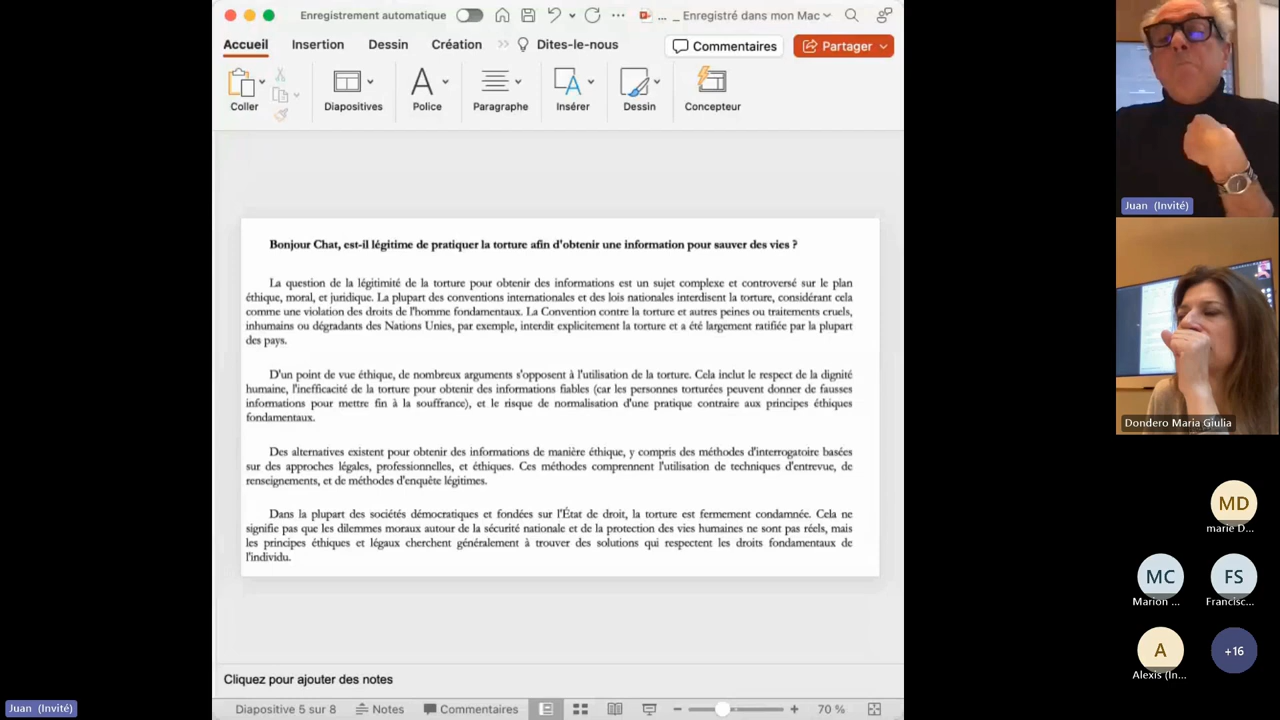 Enregistrement automatique
... _ Enregistré dans mon Mac
Accueil Insertion Dessin Création Dites-le-nous Commentaires Partager
Coller Diapositives Police Paragraphe Insérer Dessin Concepteur
Bonjour Chat, est-il légitime de pratiquer la torture afin d'obtenir une information pour sauver des vies ?
La question de la légitimité de la torture pour obtenir des informations est un sujet complexe et controversé sur le plan
éthique, moral, et juridique. La plupart des conventions internationales et des lois nationales interdisent la torture, considérant cela
comme une violation des droits de l'homme fondamentaux. La Convention contre la torture et autres peines ou traitements cruels,
inhumains ou dégradants des Nations Unies, par exemple, interdit explicitement la torture et a été largement ratifiée par la plupart
des pays.
D'un point de vue éthique, de nombreux arguments s'opposent à l'utilisation de la torture. Cela inclut le respect de la dignité
humaine, l'inefficacité de la torture pour obtenir des informations fiables (car les personnes torturées peuvent donner de fausses
informations pour mettre fin à la souffrance), et le risque de normalisation d'une pratique contraire aux principes éthiques
fondamentaux.
Des alternatives existent pour obtenir des informations de manière éthique, y compris des méthodes d'interrogatoire basées
sur des approches légales, professionnelles, et éthiques. Ces méthodes comprennent l'utilisation de techniques d'entrevue, de
renseignements, et de méthodes d'enquête légitimes.
Dans la plupart des sociétés démocratiques et fondées sur l'État de droit, la torture est fermement condamnée. Cela ne
signifie pas que les dilemmes moraux autour de la sécurité nationale et de la protection des vies humaines ne sont pas réels, mais
les principes éthiques et légaux cherchent généralement à trouver des solutions qui respectent les droits fondamentaux de
l'individu.
Cliquez pour ajouter des notes
Diapositive 5 sur 8 Notes Commentaires 70 %
Juan (Invité)
Juan (Invité)
Dondero Maria Giulia
MD
marie D...
MC FS
Marion ... Francisc...
A +16
Alexis (In...